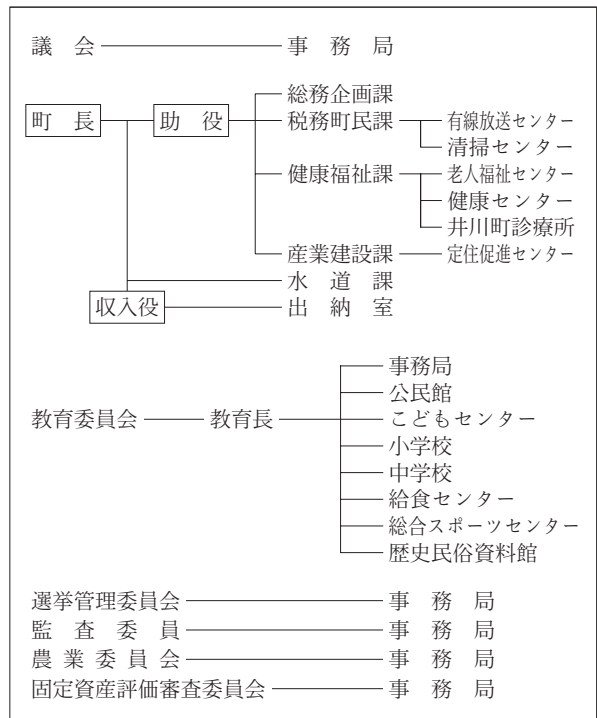 議会 事務局
総務企画課
町長 助役 税務町民課 有線放送センター
清掃センター
健康福祉課 老人福祉センター
健康センター
井川町診療所
産業建設課 定住促進センター
水道課
収入役 出納室
事務局
公民館
教育委員会 教育長 こどもセンター
小学校
中学校
給食センター
総合スポーツセンター
歴史民俗資料館
選挙管理委員会 事務局
監査委員 事務局
農業委員会 事務局
固定資産評価審査委員会 事務局